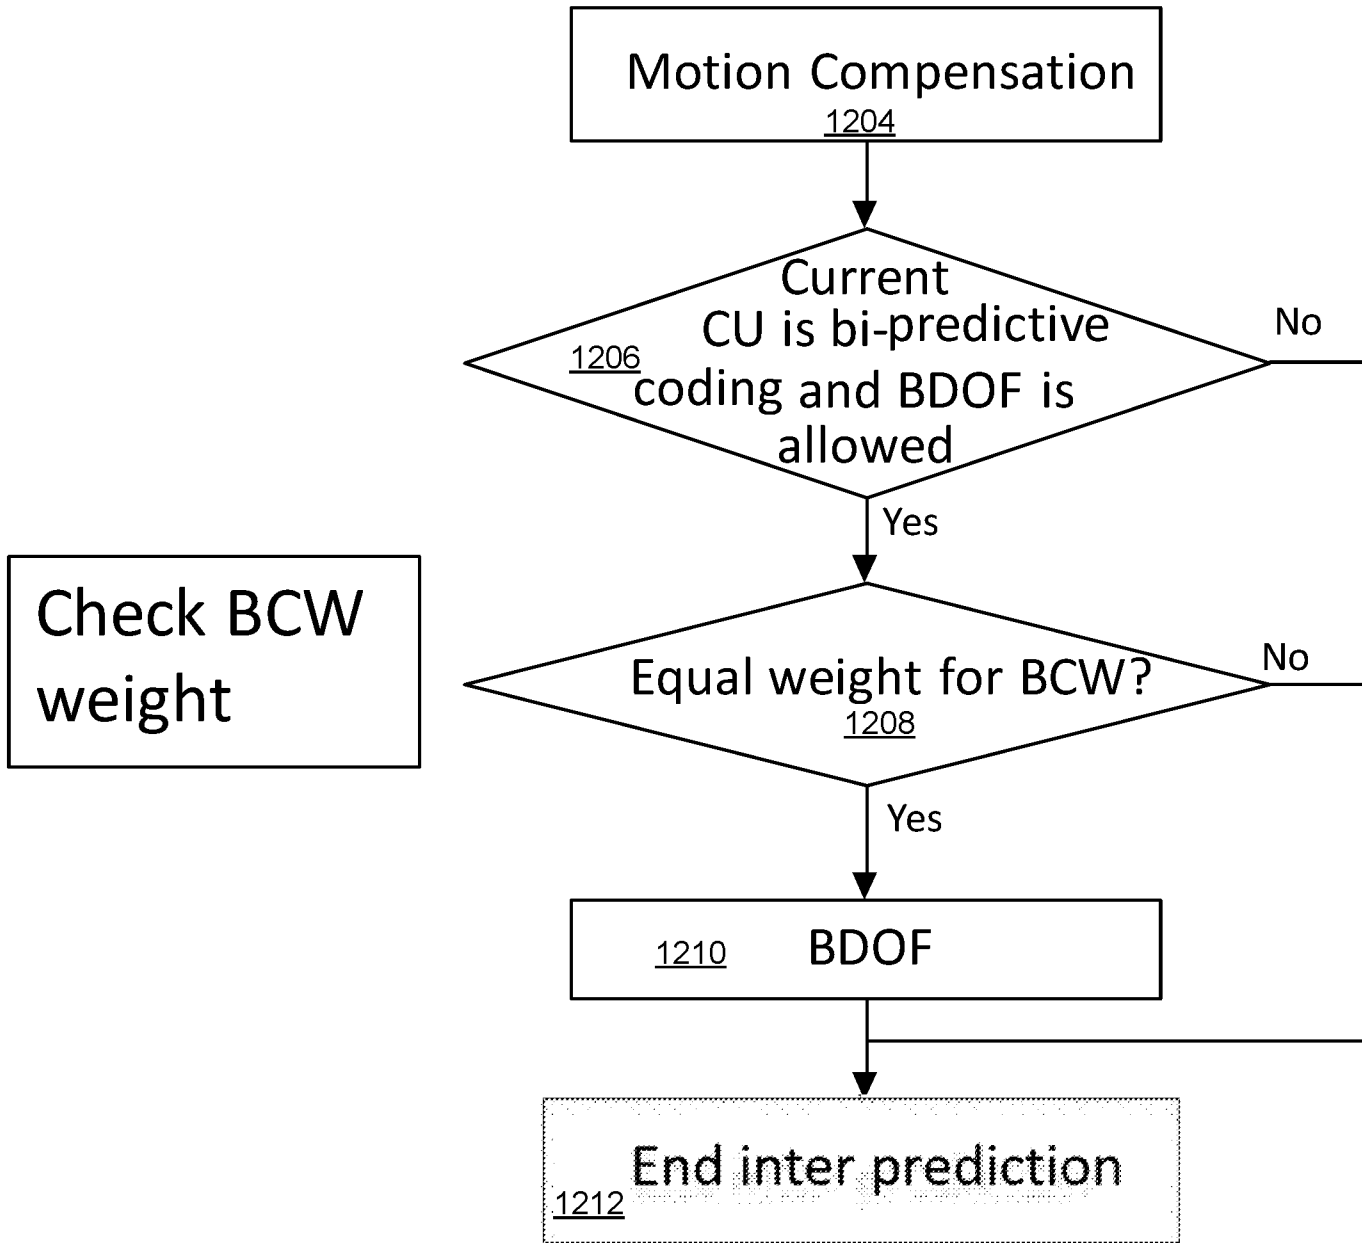 Motion Compensation
1204
Current
CU is bi-predictive
No
1206
coding and BDOF is
allowed
Yes
Check BCW
weight
Equal weight for BCW?
No
1208
Yes
1210 BDOF
End inter prediction
1212